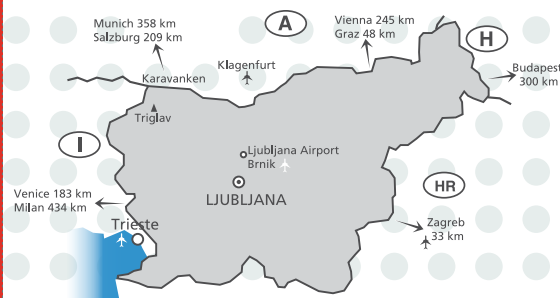 Munich 358 km
Salzburg 209 km
A
Vienna 245 km
Graz 48 km
H
Klagenfurt
Karavanken
Budapest
300 km
Triglav
I
Ljubljana Airport
Brnik
LJUBLJANA
HR
Venice 183 km
Milan 434 km
Trieste
Zagreb
33 km